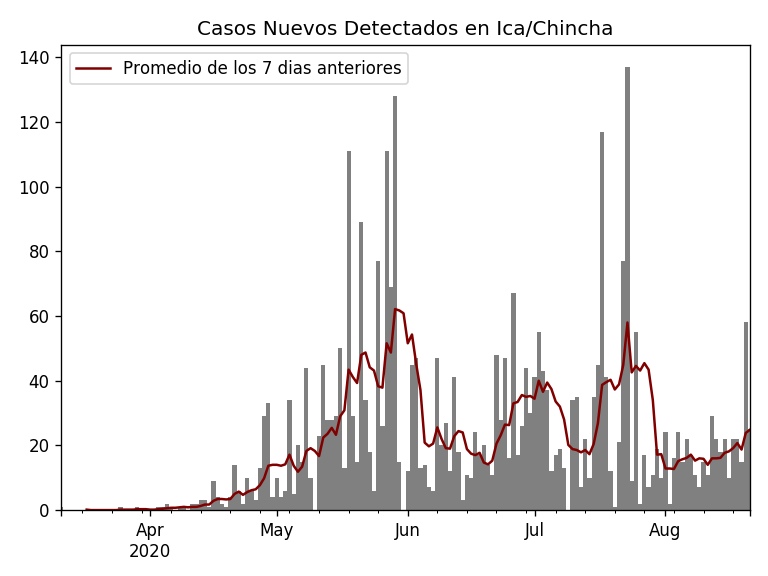 Casos Nuevos Detectados en Ica/Chincha
Promedio de los 7 dias anteriores
140
120
100
80
60
40
20
0
Apr
2020
May
Jun
Jul
Aug